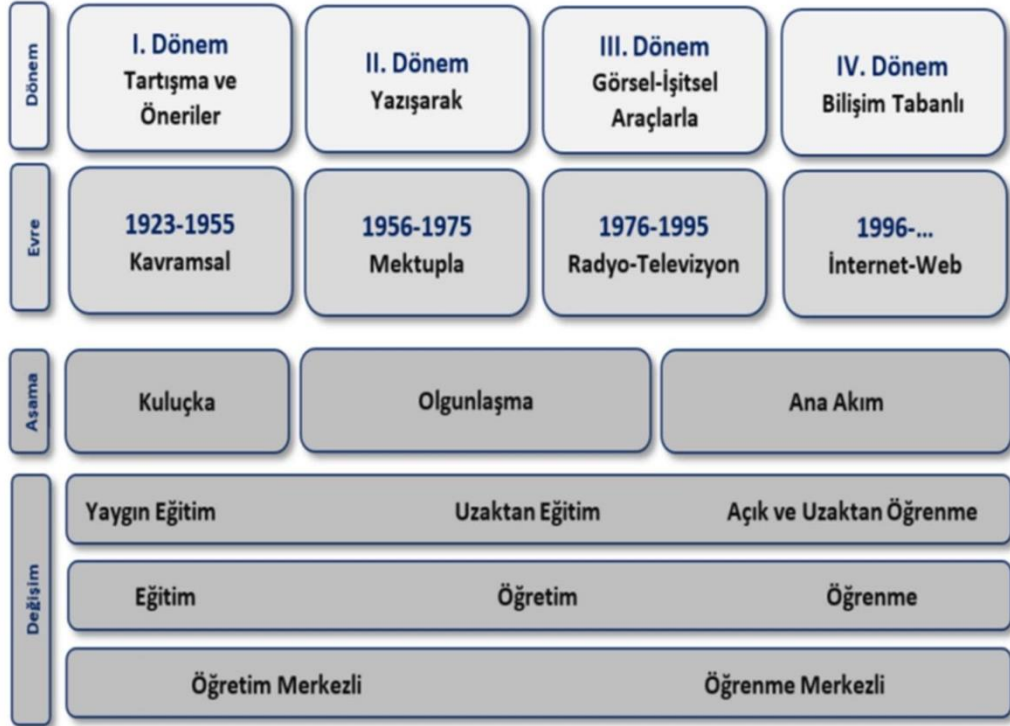 Dönem
I. Dönem
Tartışma ve
Öneriler
II. Dönem
Yazışarak
III. Dönem
Görsel-İşitsel
Araçlarla
IV. Dönem
Bilişim Tabanlı
Evre
1923-1955
Kavramsal
1956-1975
Mektupla
1976-1995
Radyo-Televizyon
1996-...
İnternet-Web
Aşama
Kuluçka
Olgunlaşma
Ana Akım
Değişim
Yaygın Eğitim
Uzaktan Eğitim
Açık ve Uzaktan Öğrenme
Eğitim
Öğretim
Öğrenme
Öğretim Merkezli
Öğrenme Merkezli